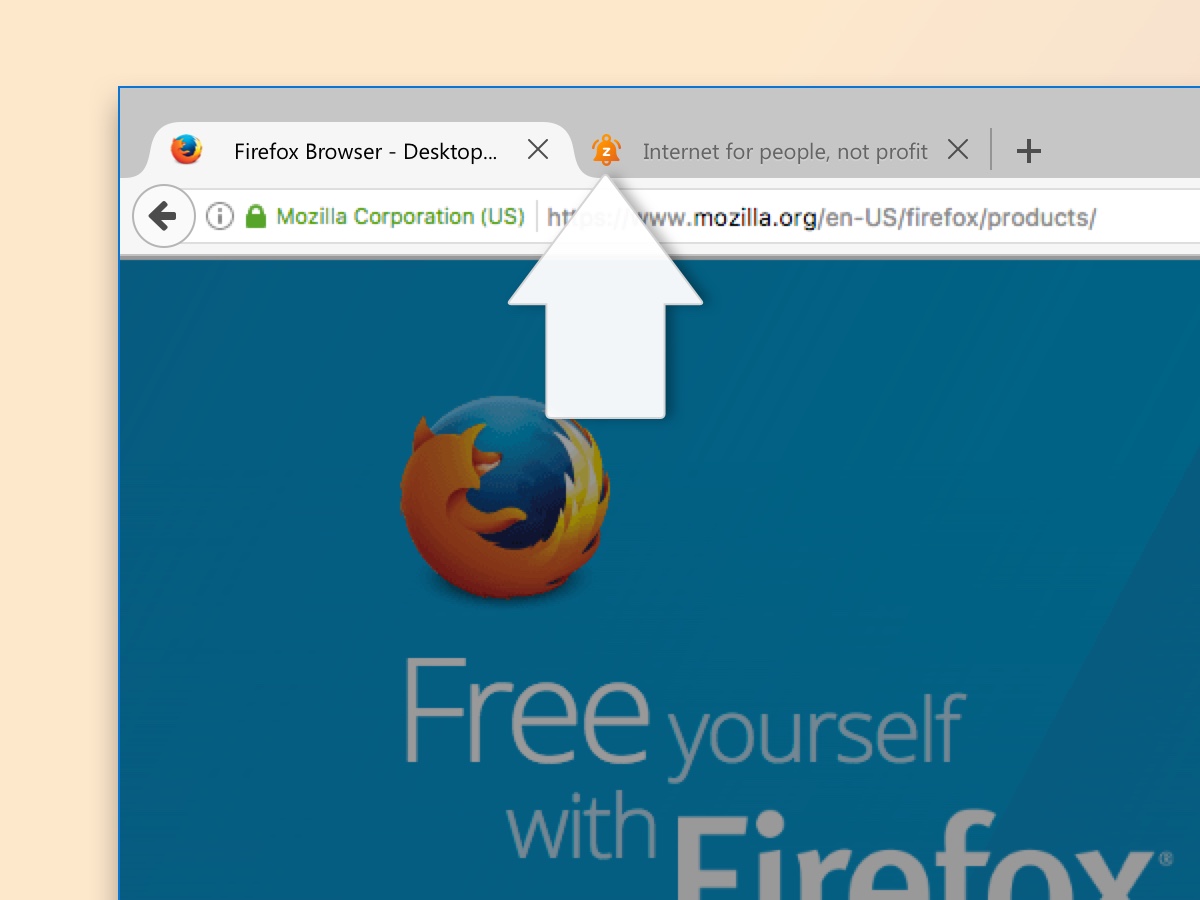 Firefox Browser - Desktop...
Internet for people, not profit
Mozilla Corporation (US)
https://www.mozilla.org/en-US/firefox/products/
Free yourself
with Firefox®